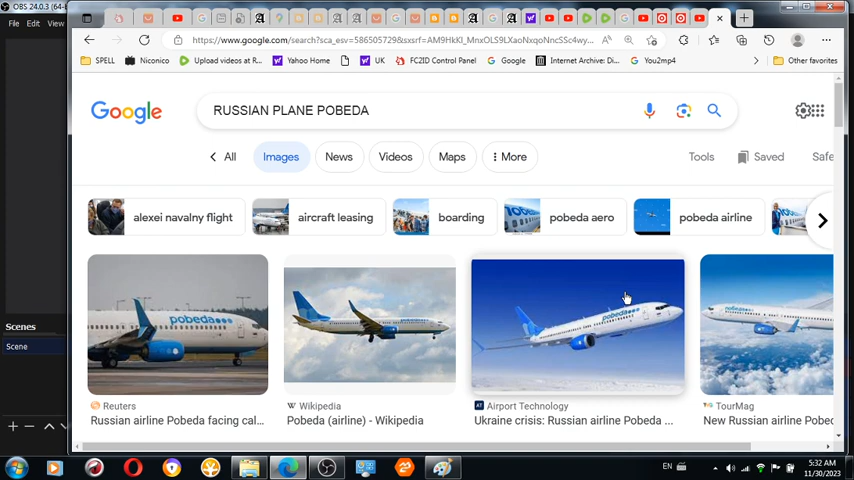 OBS 24.0.3 (64-b
File Edit View
https://www.google.com/search?sca_esv=586505729&sxsrf=AM9HkKI_MnxOLS9LXaoNxqoNncSSc4wy...
SPELL Niconico Upload videos at R... Yahoo Home UK FC2ID Control Panel Google Internet Archive: Di... You2mp4 Other favorites
Google
RUSSIAN PLANE POBEDA
All Images News Videos Maps More Tools Saved Safe
alexei navalny flight aircraft leasing boarding pobeda aero pobeda airline
pobeda pobeda
Reuters
Russian airline Pobeda facing cal...
Wikipedia
Pobeda (airline) - Wikipedia
Airport Technology
Ukraine crisis: Russian airline Pobeda ...
TourMag
New Russian airline Pobed
Scenes
Scene
EN
5:32 AM
11/30/2023